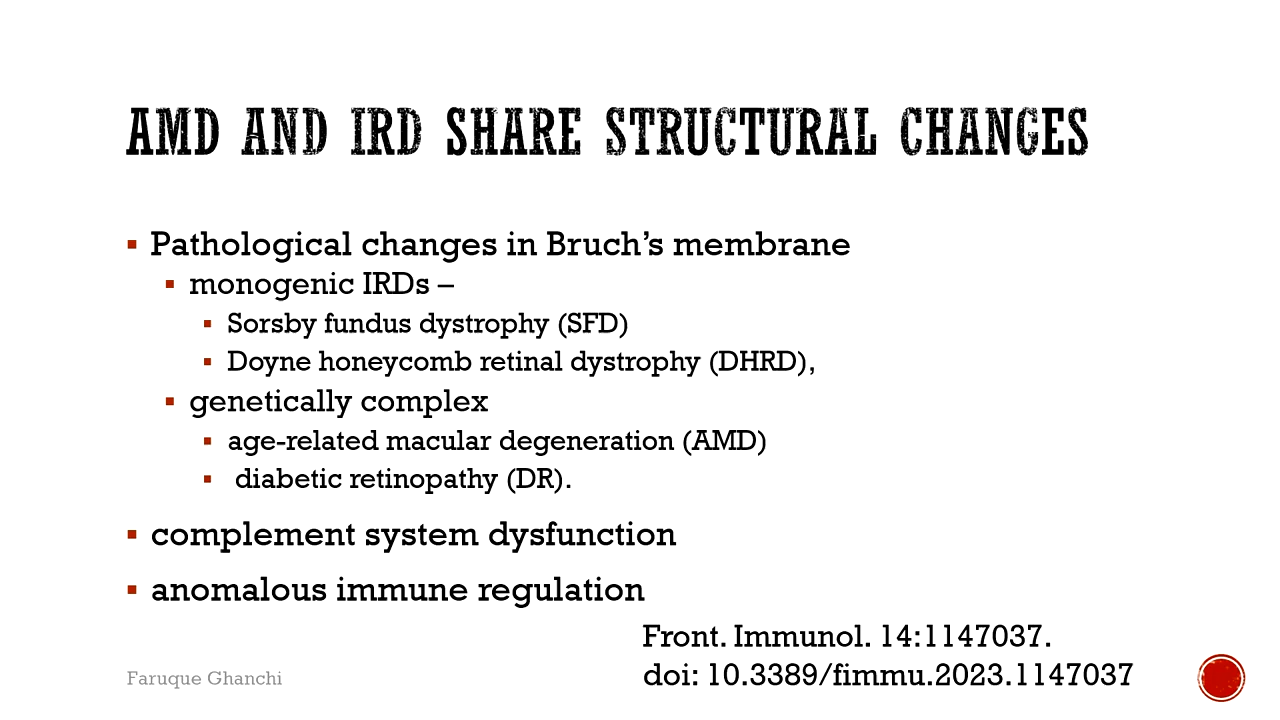 AMD AND IRD SHARE STRUCTURAL CHANGES
Pathological changes in Bruch’s membrane
monogenic IRDs –
Sorsby fundus dystrophy (SFD)
Doyne honeycomb retinal dystrophy (DHRD),
genetically complex
age-related macular degeneration (AMD)
diabetic retinopathy (DR).
complement system dysfunction
anomalous immune regulation
Front. Immunol. 14:1147037.
doi: 10.3389/fimmu.2023.1147037
Faruque Ghanchi